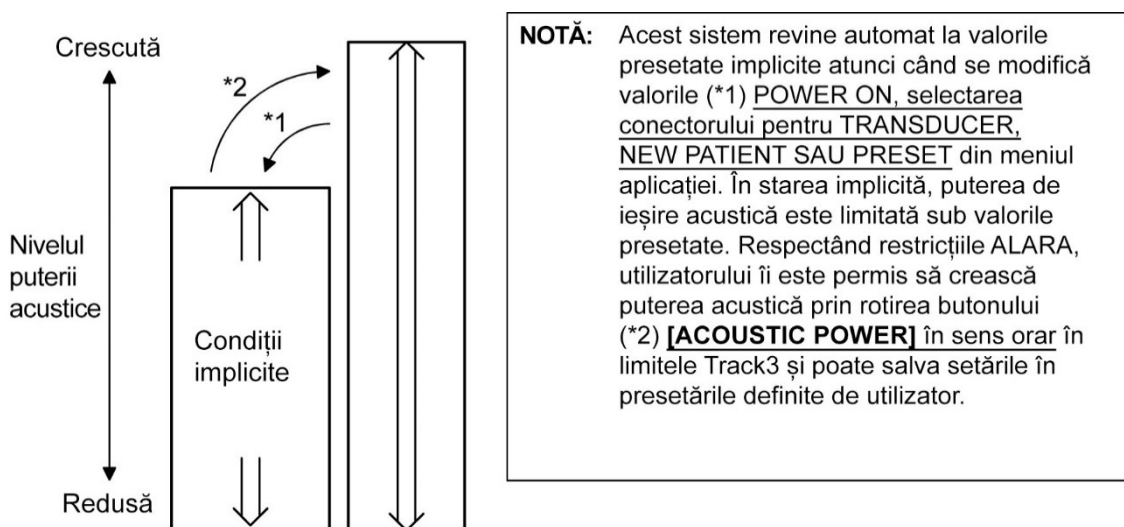 Crescută
*2
*1
Nivelul
puterii
acustice
Condiții
implicite
Redusă
NOTĂ: Acest sistem revine automat la valorile
presetate implicite atunci când se modifică
valorile (*1) POWER ON, selectarea
conectorului pentru TRANSDUCER,
NEW PATIENT SAU PRESET din meniul
aplicației. În starea implicită, puterea de
ieșire acustică este limitată sub valorile
presetate. Respectând restricțiile ALARA,
utilizatorului îi este permis să crească
puterea acustică prin rotirea butonului
(*2) [ACOUSTIC POWER] în sens orar în
limitele Track3 și poate salva setările în
presetările definite de utilizator.